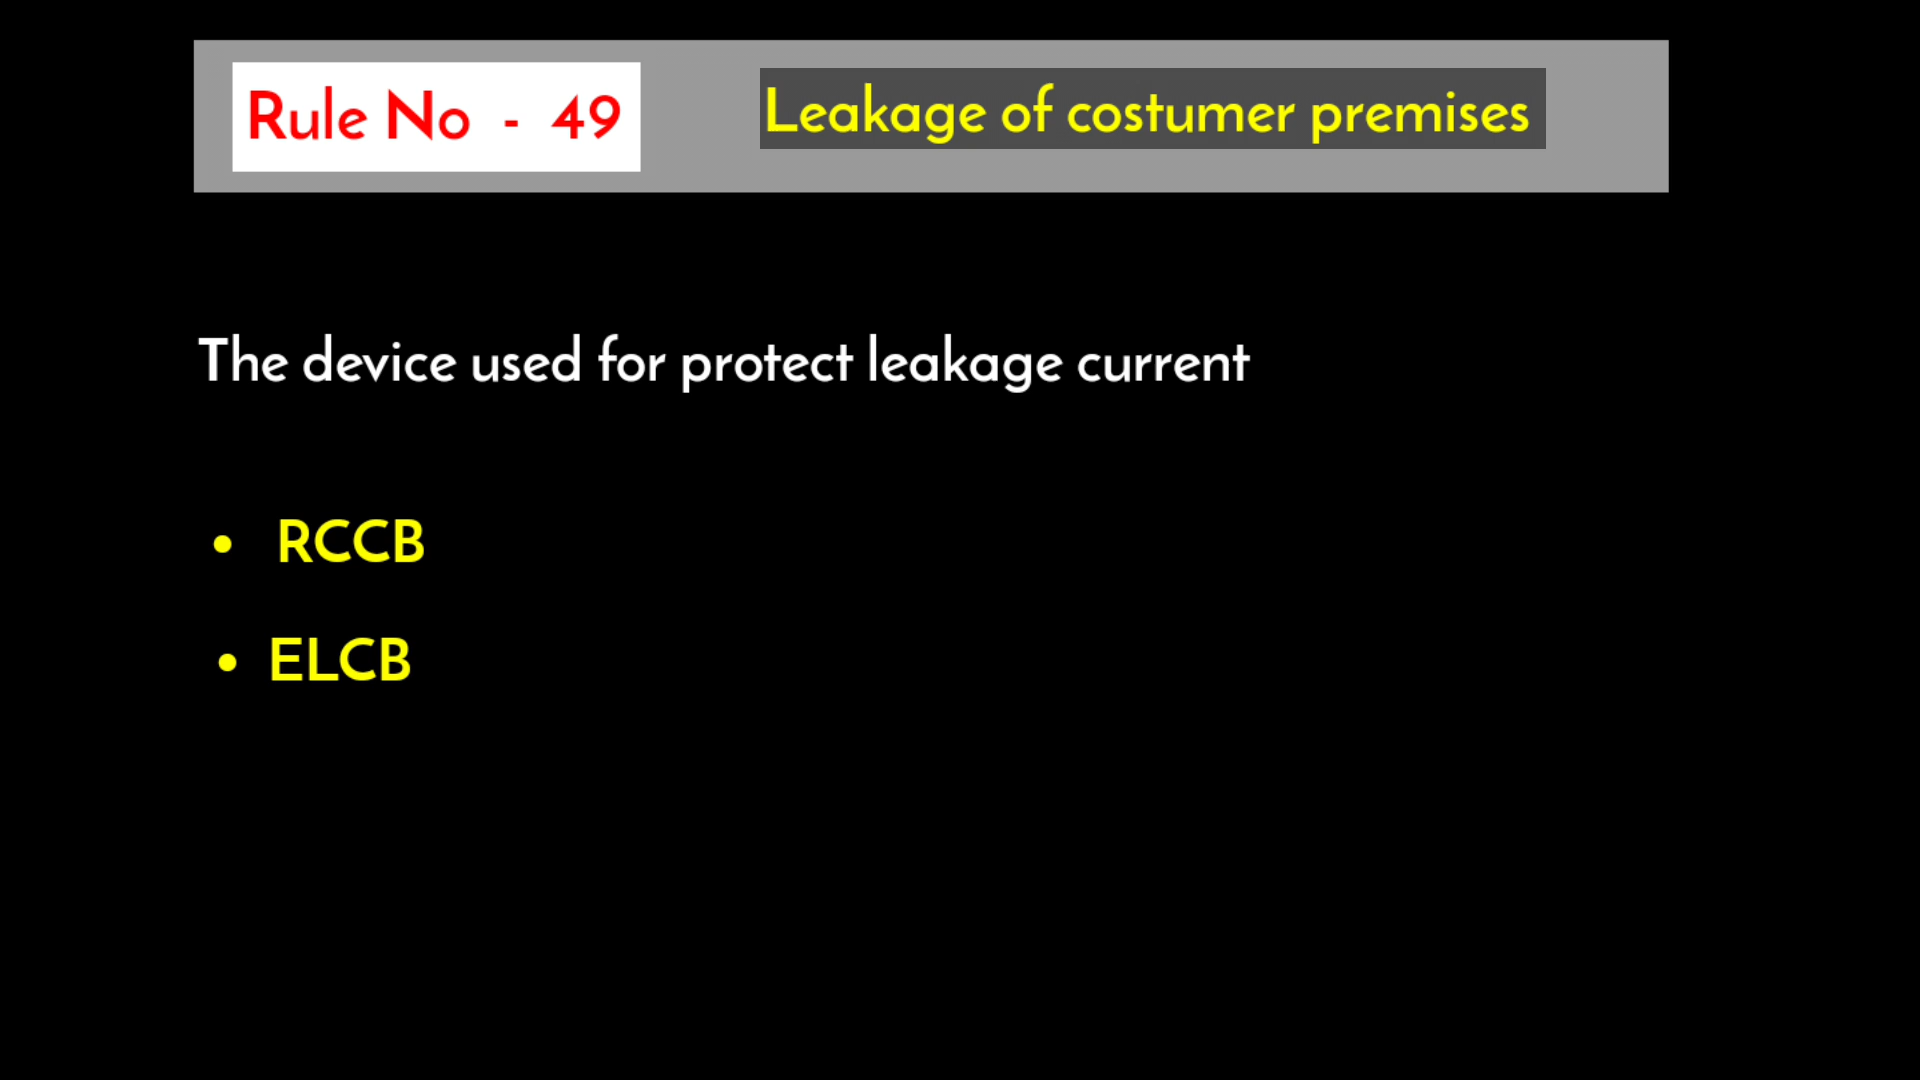 Rule No - 49
Leakage of costumer premises
The device used for protect leakage current
• RCCB
• ELCB